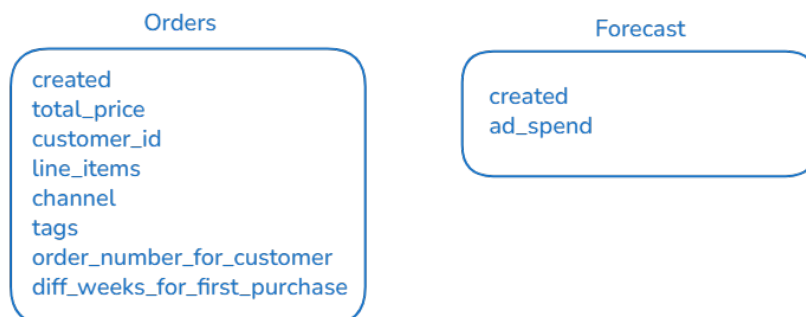 Orders
created
total_price
customer_id
line_items
channel
tags
order_number_for_customer
diff_weeks_for_first_purchase
Forecast
created
ad_spend